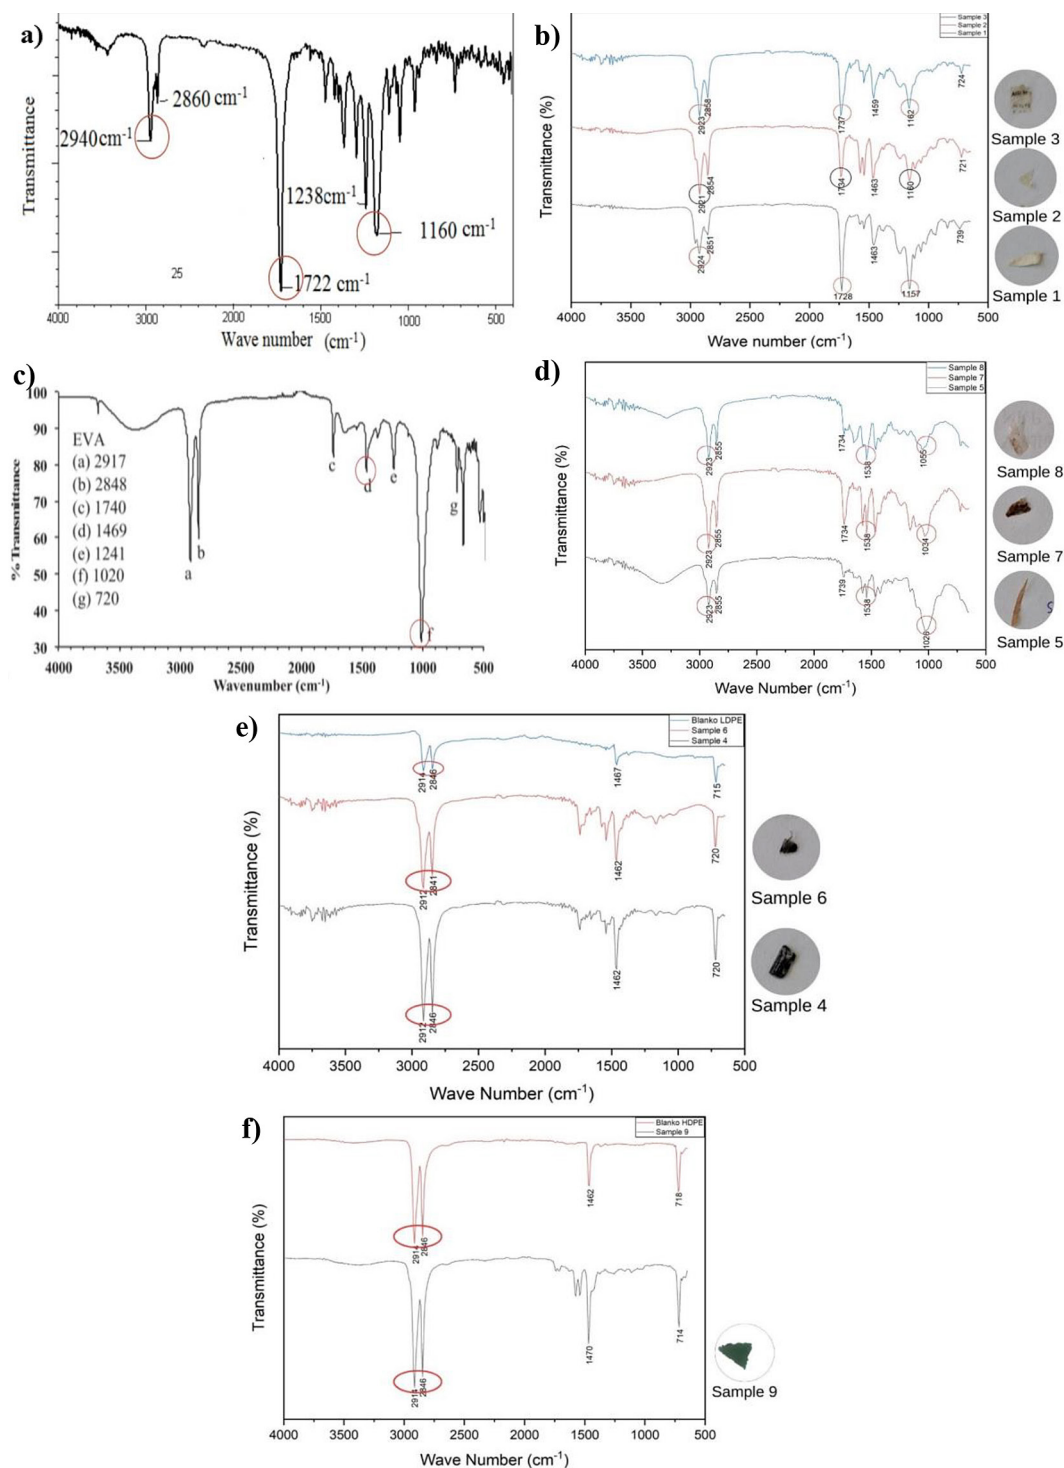 a)
2860 cm-1
2940cm-1
1238cm-1
1160 cm-1
25
1722 cm-1
Transmittance
4000 3000 2000 1500 1000 500
Wave number (cm-1)
b)
Sample 3
Sample 2
Sample 1
2923
2858
1737
1459
1162
724
2921
2854
1734
1463
1160
721
2924
2851
1728
1463
1157
739
Transmittance (%)
4000 3500 3000 2500 2000 1500 1000 500
Wave number (cm-1)
Sample 3
Sample 2
Sample 1
c)
100
90
80
70
60
50
40
30
EVA
(a) 2917
(b) 2848
(c) 1740
(d) 1469
(e) 1241
(f) 1020
(g) 720
a
b
c
d
e
f
g
% Transmittance
4000 3000 2000 1500 1000 500
Wavenumber (cm-1)
d)
Sample 8
Sample 7
Sample 5
2923
2855
1734
1538
1055
2923
2855
1734
1538
1034
2923
2855
1739
1538
1026
Transmittance (%)
4000 3500 3000 2500 2000 1500 1000 500
Wave Number (cm-1)
Sample 8
Sample 7
S
Sample 5
e)
Blanko LDPE
Sample 6
Sample 4
2914
2846
1467
715
2912
2841
1462
720
2912
2846
1462
720
Transmittance (%)
4000 3500 3000 2500 2000 1500 1000 500
Wave Number (cm-1)
Sample 6
Sample 4
f)
Blanko HDPE
Sample 9
2914
2846
1462
718
2914
2846
1470
714
Transmittance (%)
4000 3500 3000 2500 2000 1500 1000 500
Wave Number (cm-1)
Sample 9